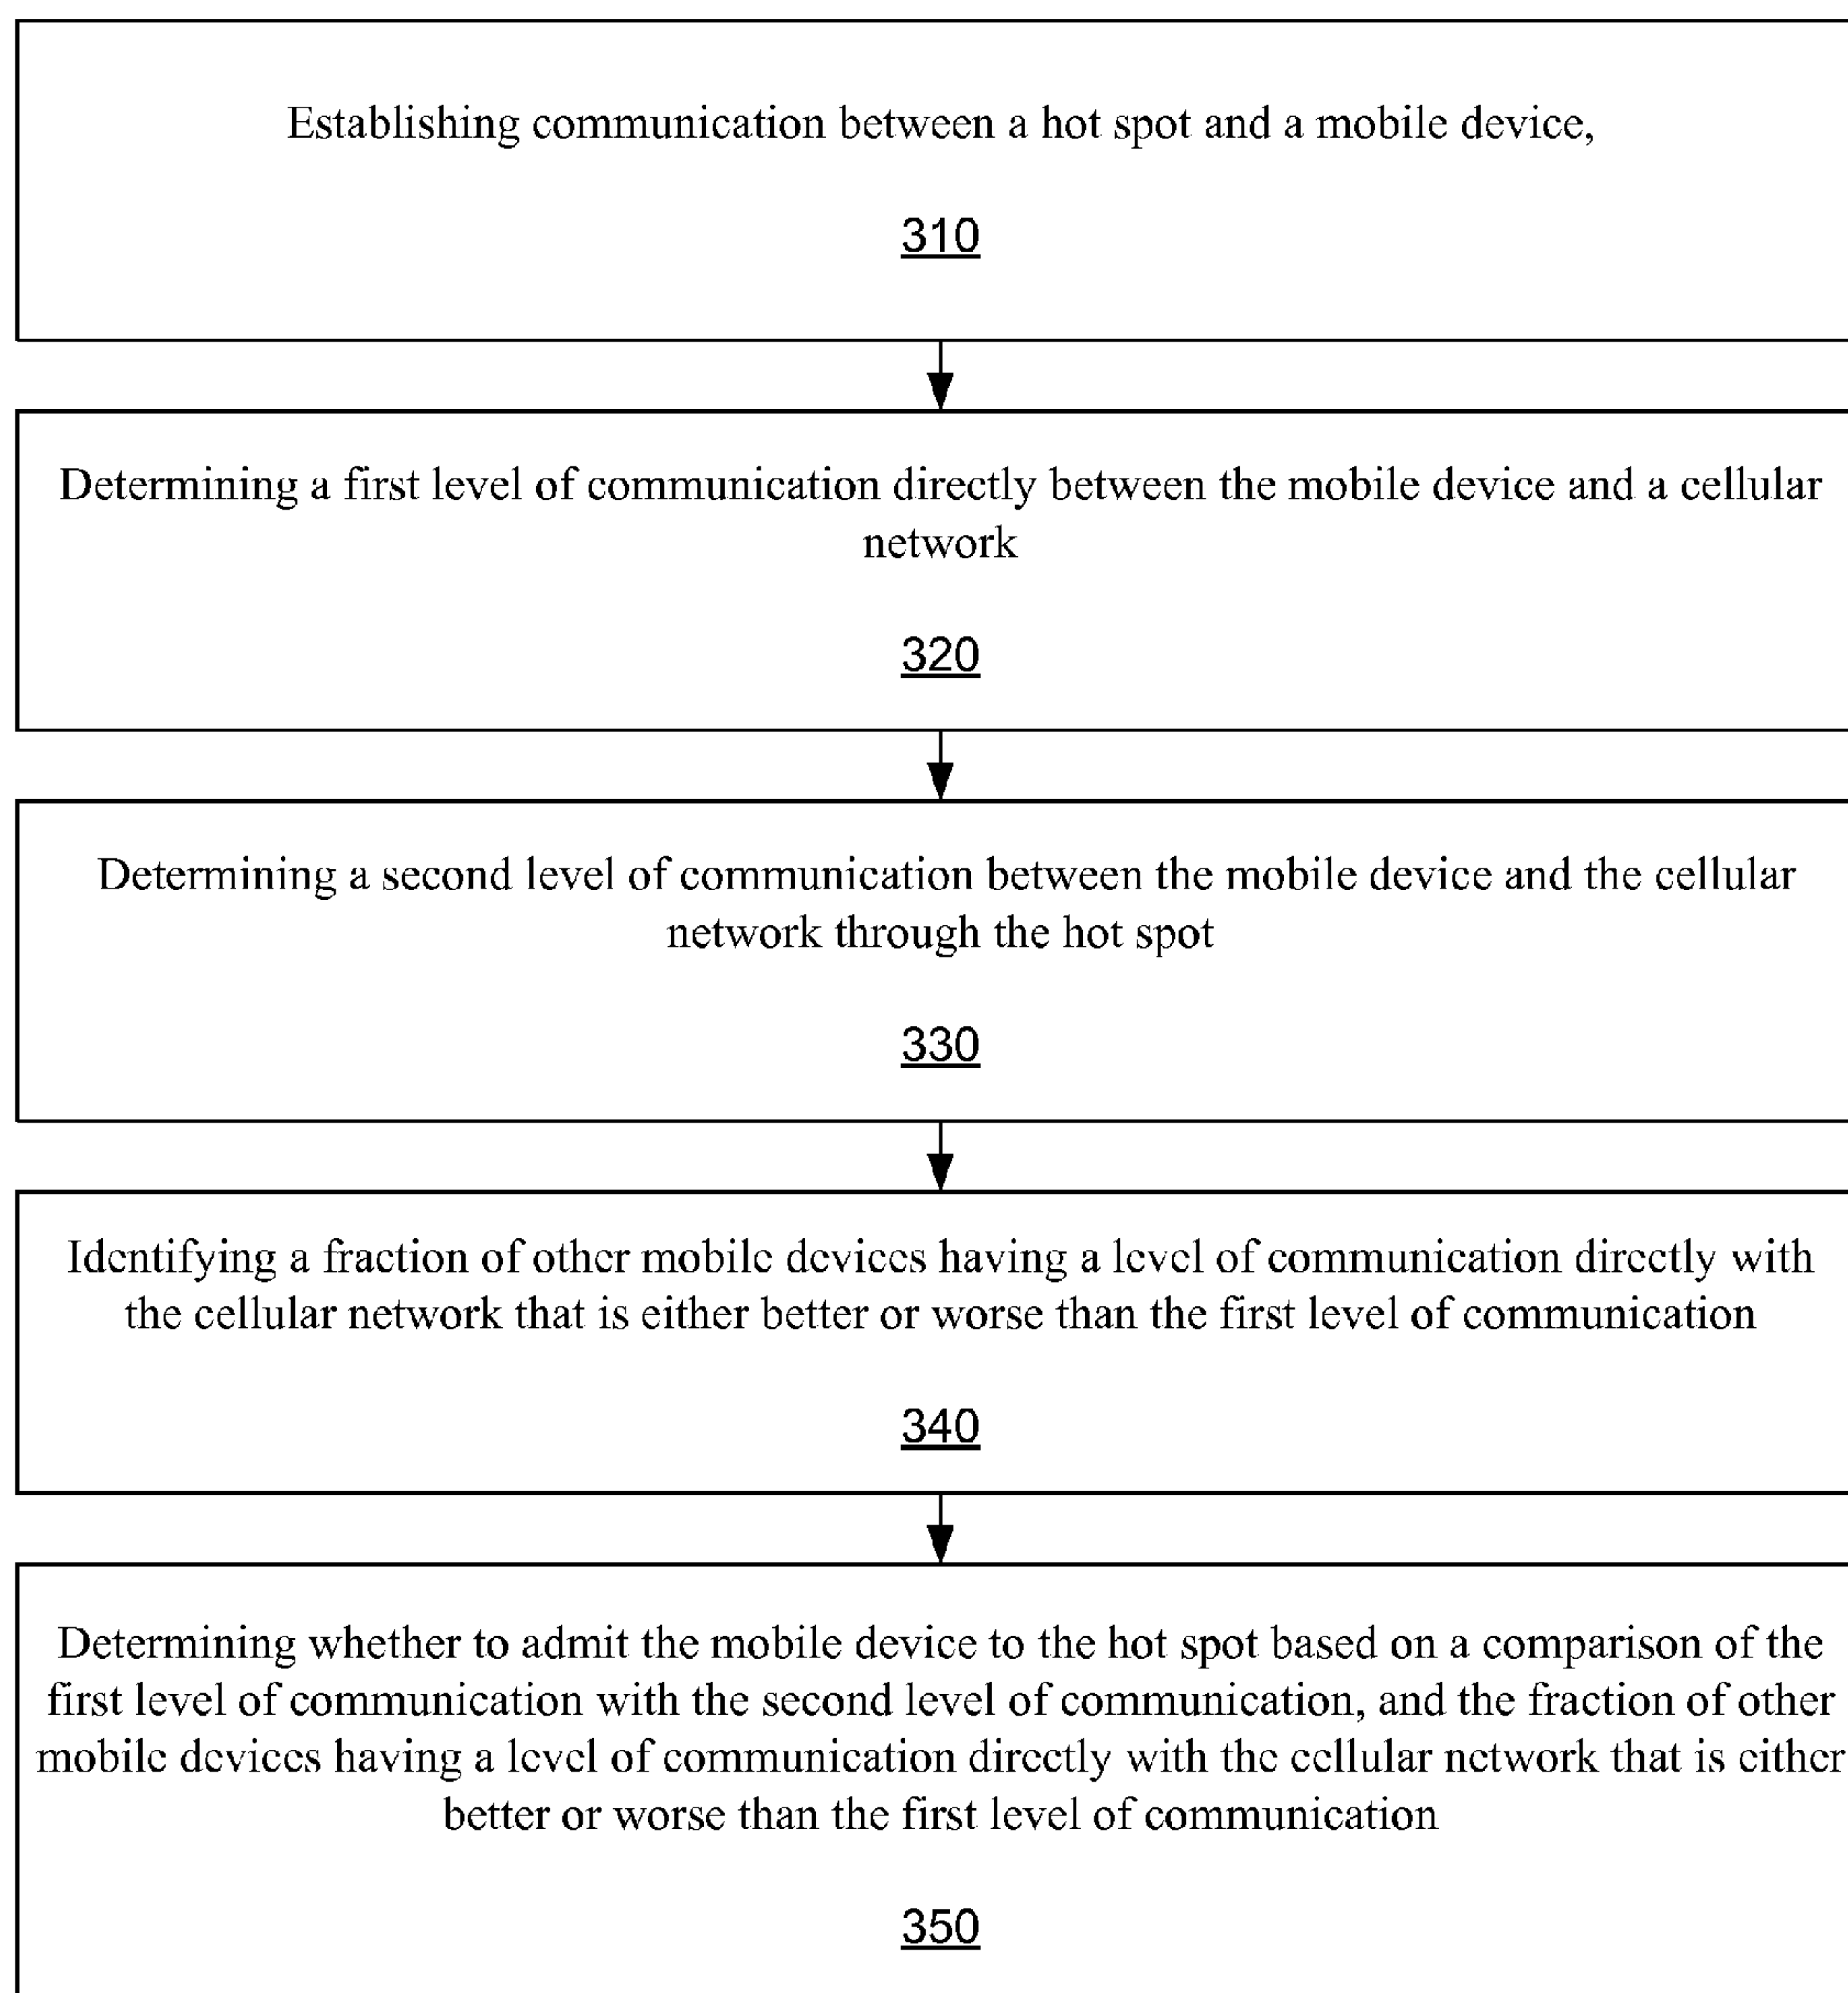 Establishing communication between a hot spot and a mobile device,
310
Determining a first level of communication directly between the mobile device and a cellular
network
320
Determining a second level of communication between the mobile device and the cellular
network through the hot spot
330
Identifying a fraction of other mobile devices having a level of communication directly with
the cellular network that is either better or worse than the first level of communication
340
Determining whether to admit the mobile device to the hot spot based on a comparison of the
first level of communication with the second level of communication, and the fraction of other
mobile devices having a level of communication directly with the cellular network that is either
better or worse than the first level of communication
350